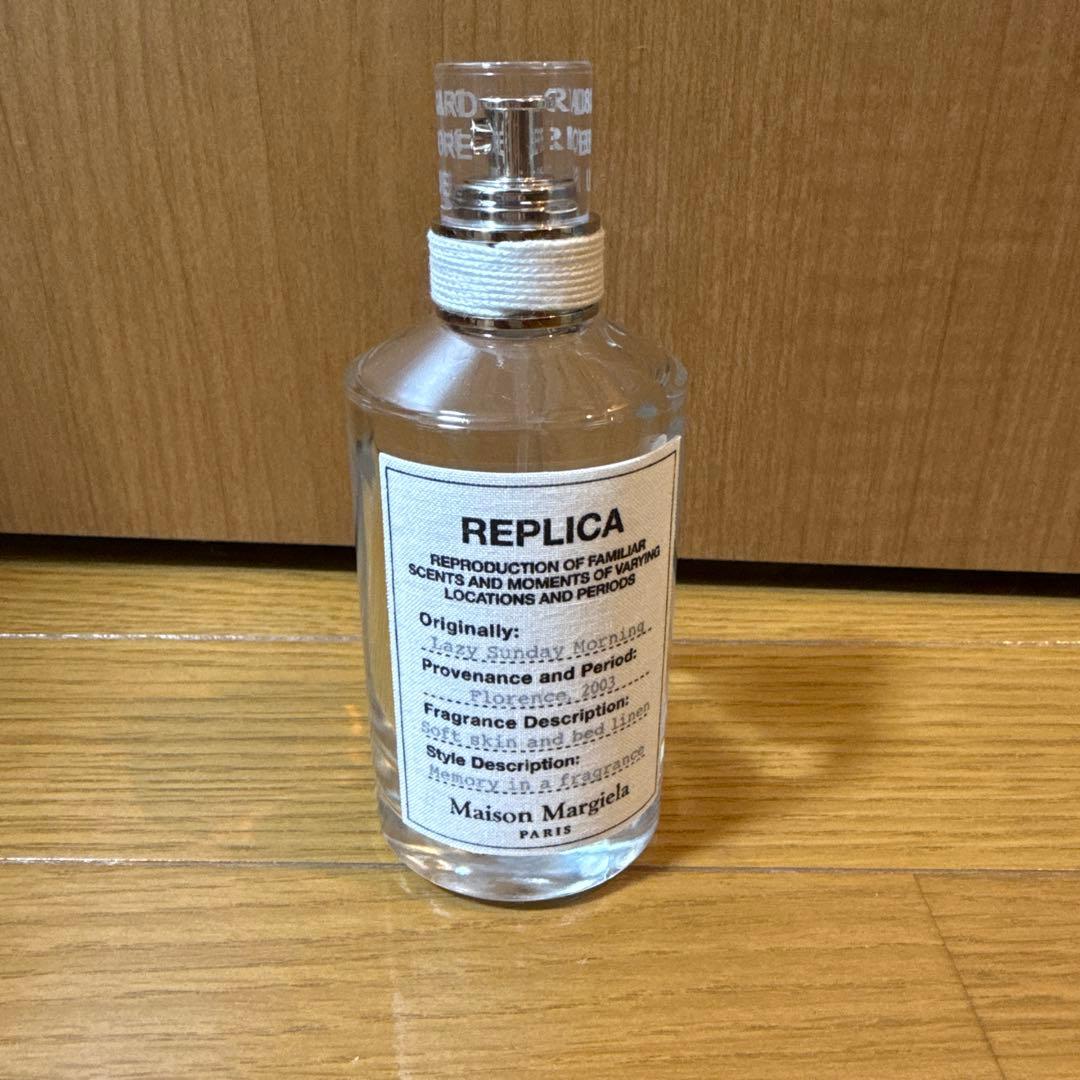 REPLICA
REPRODUCTION OF FAMILIAR
SCENTS AND MOMENTS OF VARYING
LOCATIONS AND PERIODS
Originally:
Lazy Sunday Morning
Provenance and Period:
Florence, 2003
Fragrance Description:
Soft skin and bed linen
Style Description:
Memory in a fragrance
Maison Margiela
PARIS